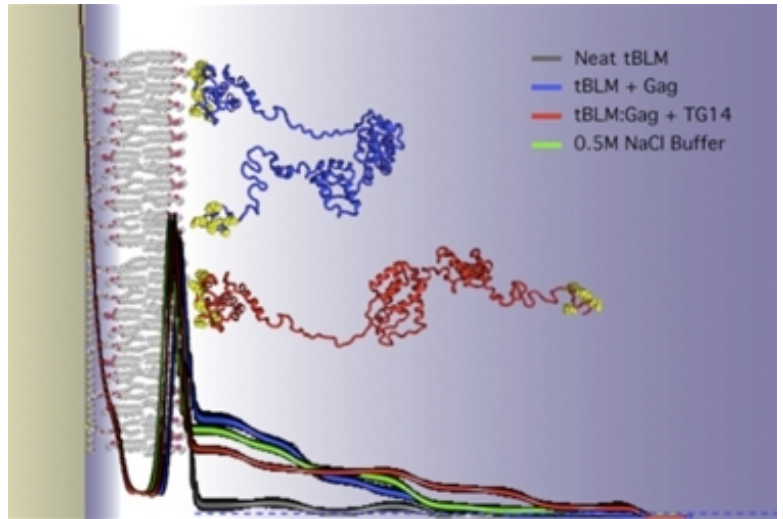 Neat tBLM
tBLM + Gag
tBLM:Gag + TG14
0.5M NaCl Buffer